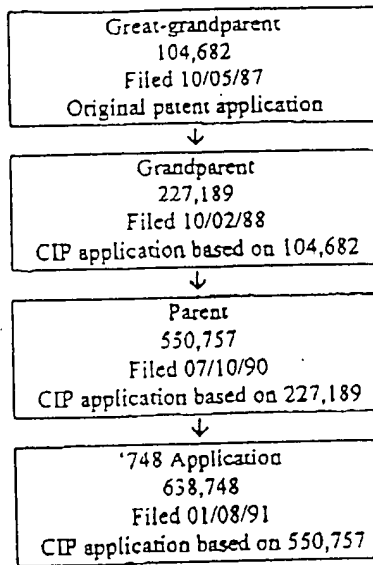 Great-grandparent
104,682
Filed 10/05/87
Original patent application
↓
Grandparent
227,189
Filed 10/02/88
CIP application based on 104,682
↓
Parent
550,757
Filed 07/10/90
CIP application based on 227,189
↓
'748 Application
638,748
Filed 01/08/91
CIP application based on 550,757